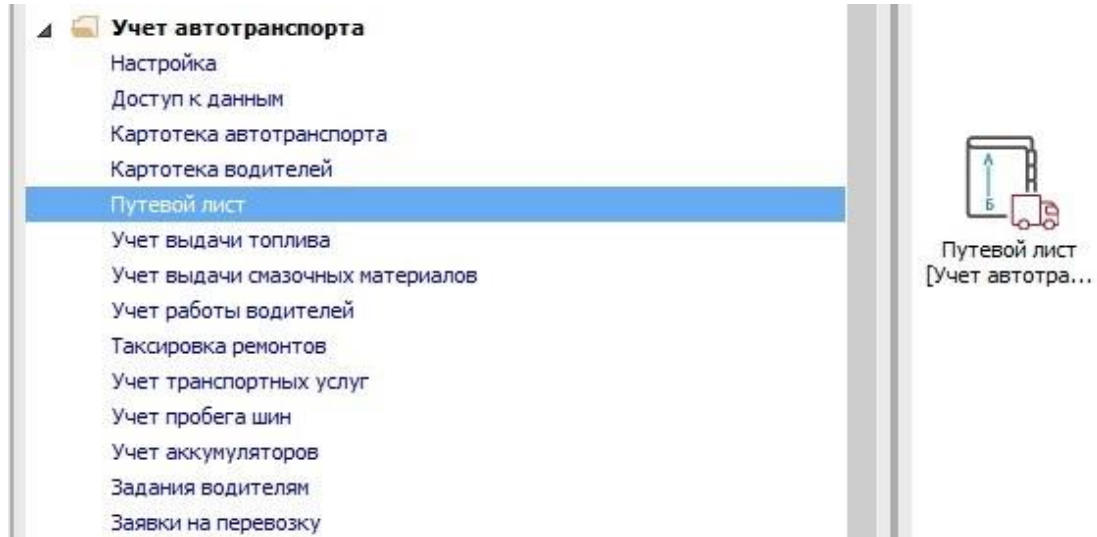 Учет автотранспорта
Настройка
Доступ к данным
Картотека автотранспорта
Картотека водителей
Путевой лист
Учет выдачи топлива
Учет выдачи смазочных материалов
Учет работы водителей
Таксировка ремонтов
Учет транспортных услуг
Учет пробега шин
Учет аккумуляторов
Задания водителям
Заявки на перевозку
А
Б
Путевой лист
[Учет автотра...